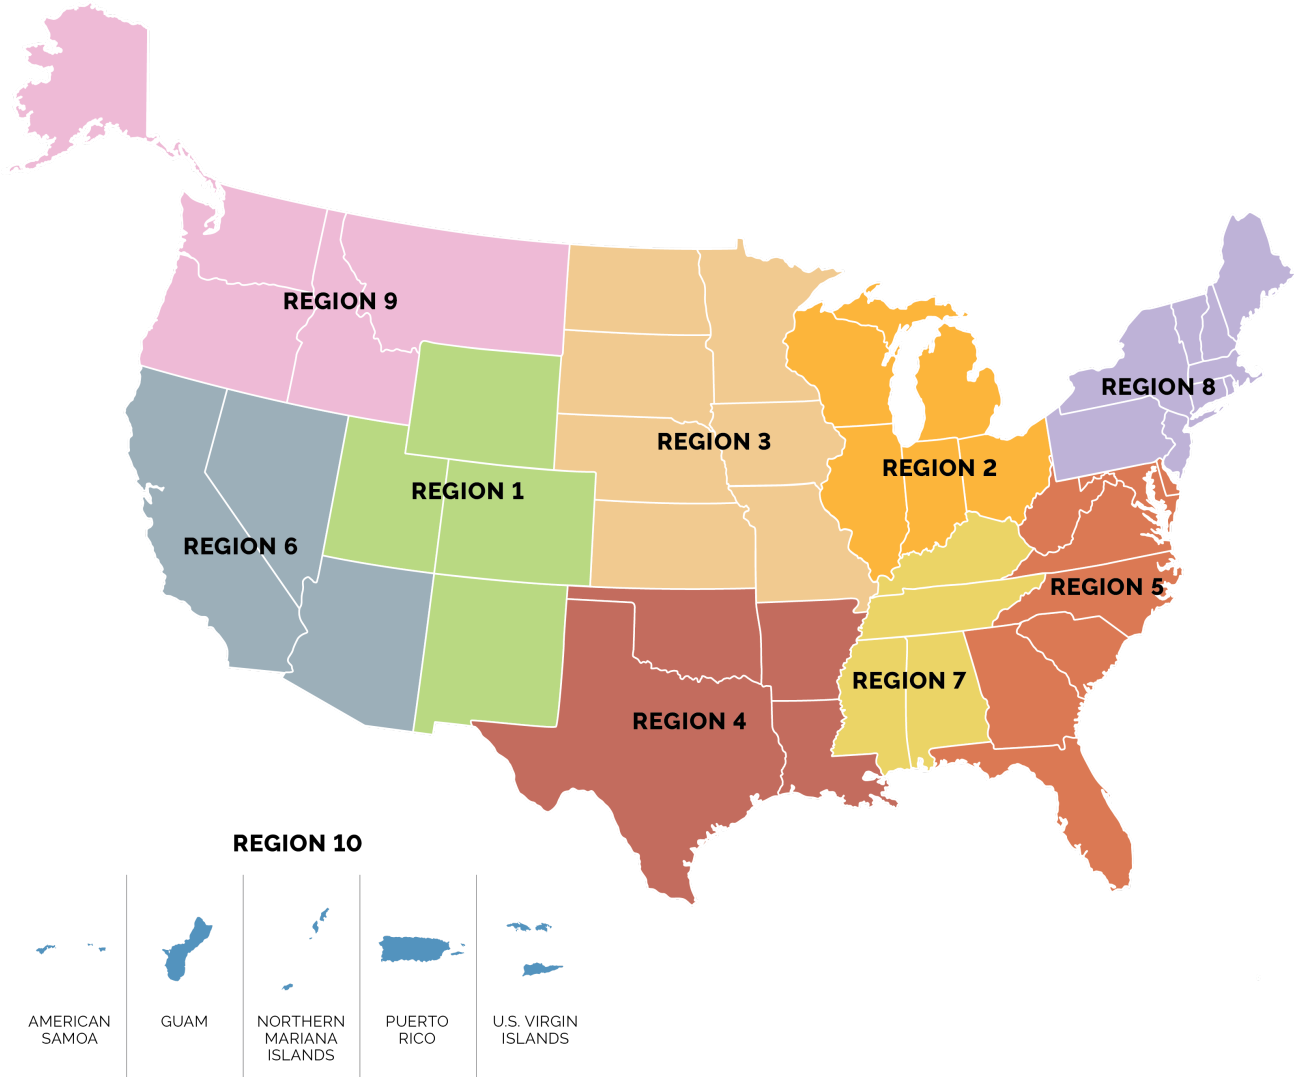 REGION 9
REGION 8
REGION 3
REGION 2
REGION 1
REGION 6
REGION 5
REGION 7
REGION 4
REGION 10
AMERICAN
SAMOA
GUAM
NORTHERN
MARIANA
ISLANDS
PUERTO
RICO
U.S. VIRGIN
ISLANDS